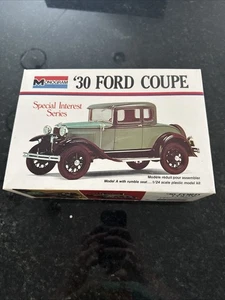 MONOGRAM
'30 FORD COUPE
Special Interest
Series
Modeles reduit pour assembler
Model A with rumble seat....1/24 scale plastic model kit